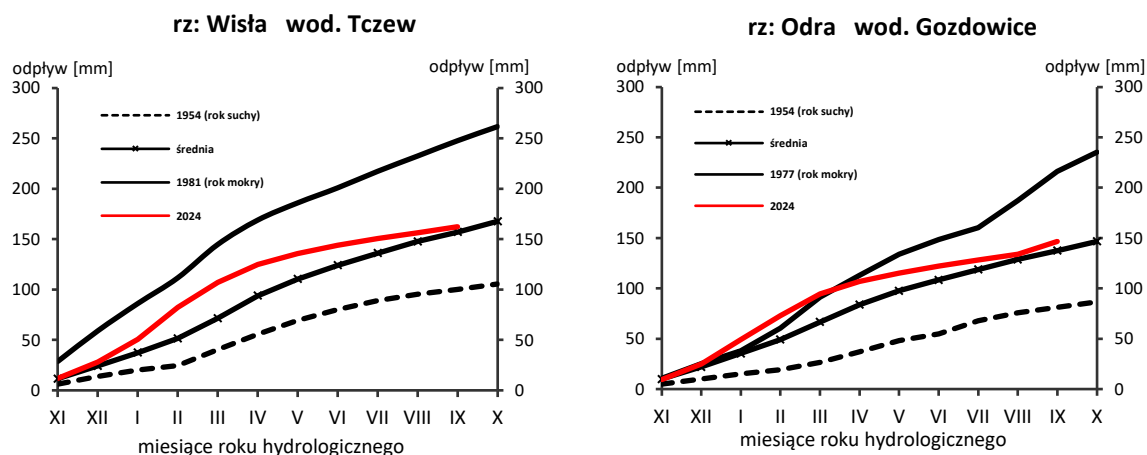 rz: Wisła wod. Tczew
odpływ [mm]
odpływ [mm]
300
250
200
150
100
50
0
1954 (rok suchy)
średnia
1981 (rok mokry)
2024
300
250
200
150
100
50
0
XI XII I II III IV V VI VII VIII IX X
miesiące roku hydrologicznego
rz: Odra wod. Gozdowice
odpływ [mm]
odpływ [mm]
300
250
200
150
100
50
0
1954 (rok suchy)
średnia
1977 (rok mokry)
2024
300
250
200
150
100
50
0
XI XII I II III IV V VI VII VIII IX X
miesiące roku hydrologicznego